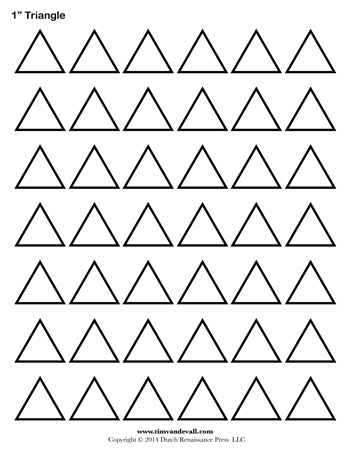 1” Triangle
www.timvandevall.com
Copyright © 2014 Dutch Renaissance Press LLC